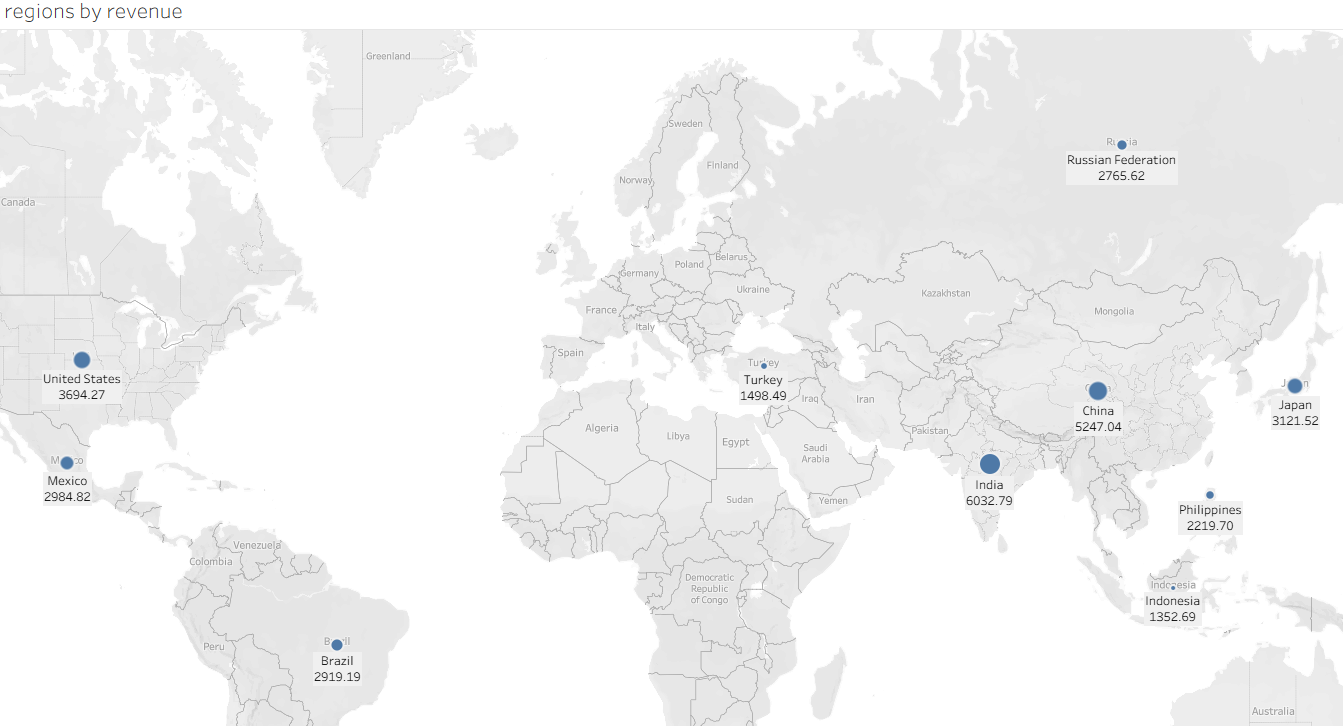 regions by revenue
Greenland
Sweden
Finland
Norway
Russian Federation
2765.62
Canada
Belarus
Poland
Germany
Ukraine
Kazakhstan
France
Mongolia
Italy
Spain
United States
3694.27
Turkey
1498.49
Iraq
Iran
China
5247.04
Japan
3121.52
Algeria
Libya
Egypt
Pakistan
Saudi
Arabia
Mexico
2984.82
India
6032.79
Sudan
Yemen
Philippines
2219.70
Venezuela
Colombia
Democratic
Republic
of Congo
Indonesia
Indonesia
1352.69
Peru
Brazil
2919.19
Australia